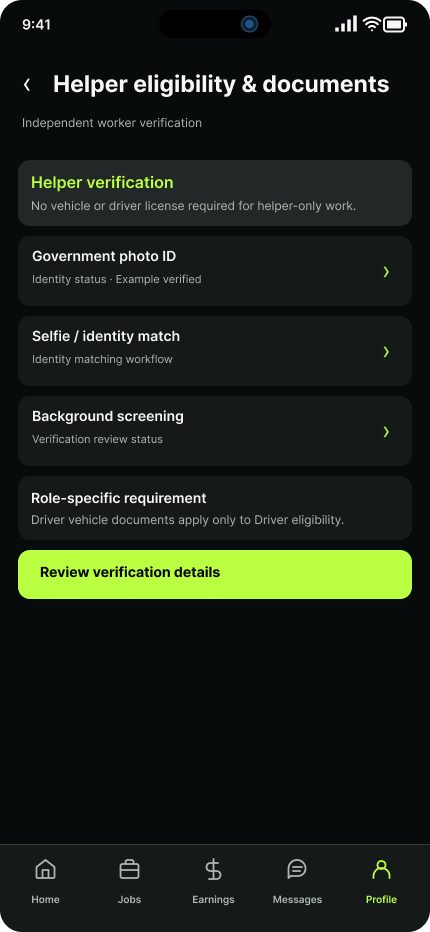 9:41
Helper eligibility & documents
Independent worker verification
Helper verification
No vehicle or driver license required for helper-only work.
Government photo ID
Identity status · Example verified
Selfie / identity match
Identity matching workflow
Background screening
Verification review status
Role-specific requirement
Driver vehicle documents apply only to Driver eligibility.
Review verification details
Home Jobs Earnings Messages Profile